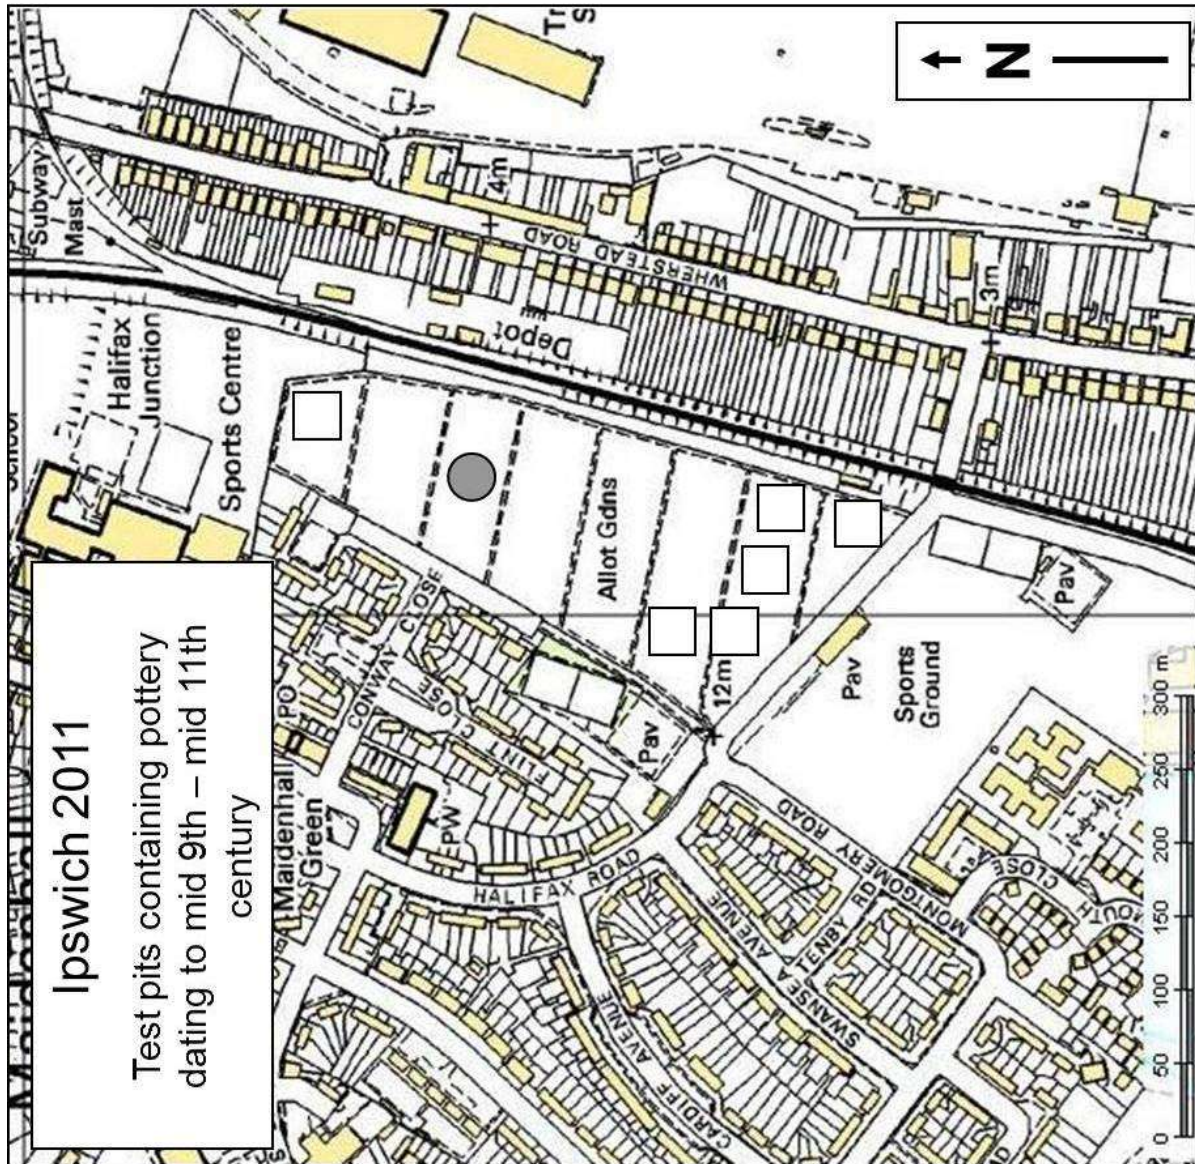 Ipswich 2011
Test pits containing pottery
dating to mid 9th – mid 11th
century
N
Subway
Mast
Halifax
Junction
Sports Centre
Depot
WHERSTEAD ROAD
4m
3m
Allot Gdns
12m
Pav
Pav
Pav
Sports
Ground
PO
Maidenhall
Green
PW
CONWAY CLOSE
FLINT CLOSE
HALIFAX ROAD
CARDIFF AVENUE
SWANSEA AVENUE
TENBY RD
MONTGOMERY ROAD
CLOSE
0 50 100 150 200 250 300 m